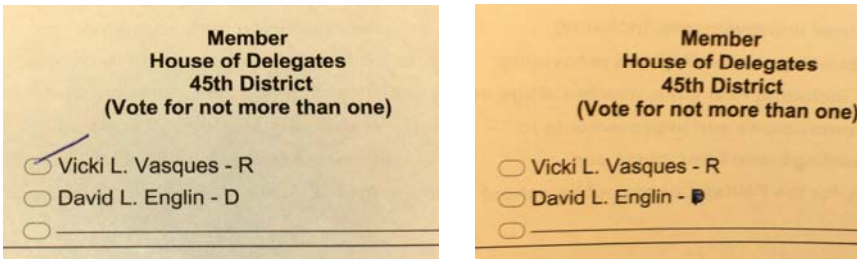 Member
House of Delegates
45th District
(Vote for not more than one)
Vicki L. Vasques - R
David L. Englin - D
Member
House of Delegates
45th District
(Vote for not more than one)
Vicki L. Vasques - R
David L. Englin - D